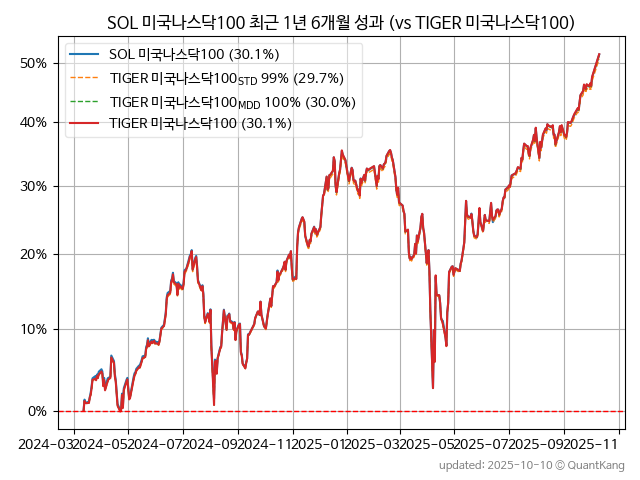 SOL 미국나스닥100 최근 1년 6개월 성과 (vs TIGER 미국나스닥100)
SOL 미국나스닥100 (30.1%)
TIGER 미국나스닥100STD 99% (29.7%)
TIGER 미국나스닥100MDD 100% (30.0%)
TIGER 미국나스닥100 (30.1%)
50%
40%
30%
20%
10%
0%
2024-03 2024-05 2024-07 2024-09 2024-11 2025-01 2025-03 2025-05 2025-07 2025-09 2025-11
updated: 2025-10-10 © QuantKang